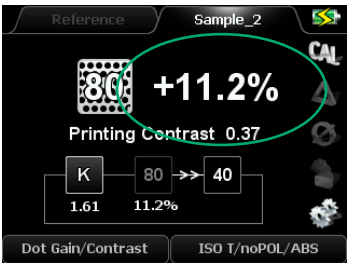 Reference Sample_2
CAL
80 +11.2%
Printing Contrast 0.37
K 80 >> 40
1.61 11.2%
Dot Gain/Contrast ISO T/noPOL/ABS